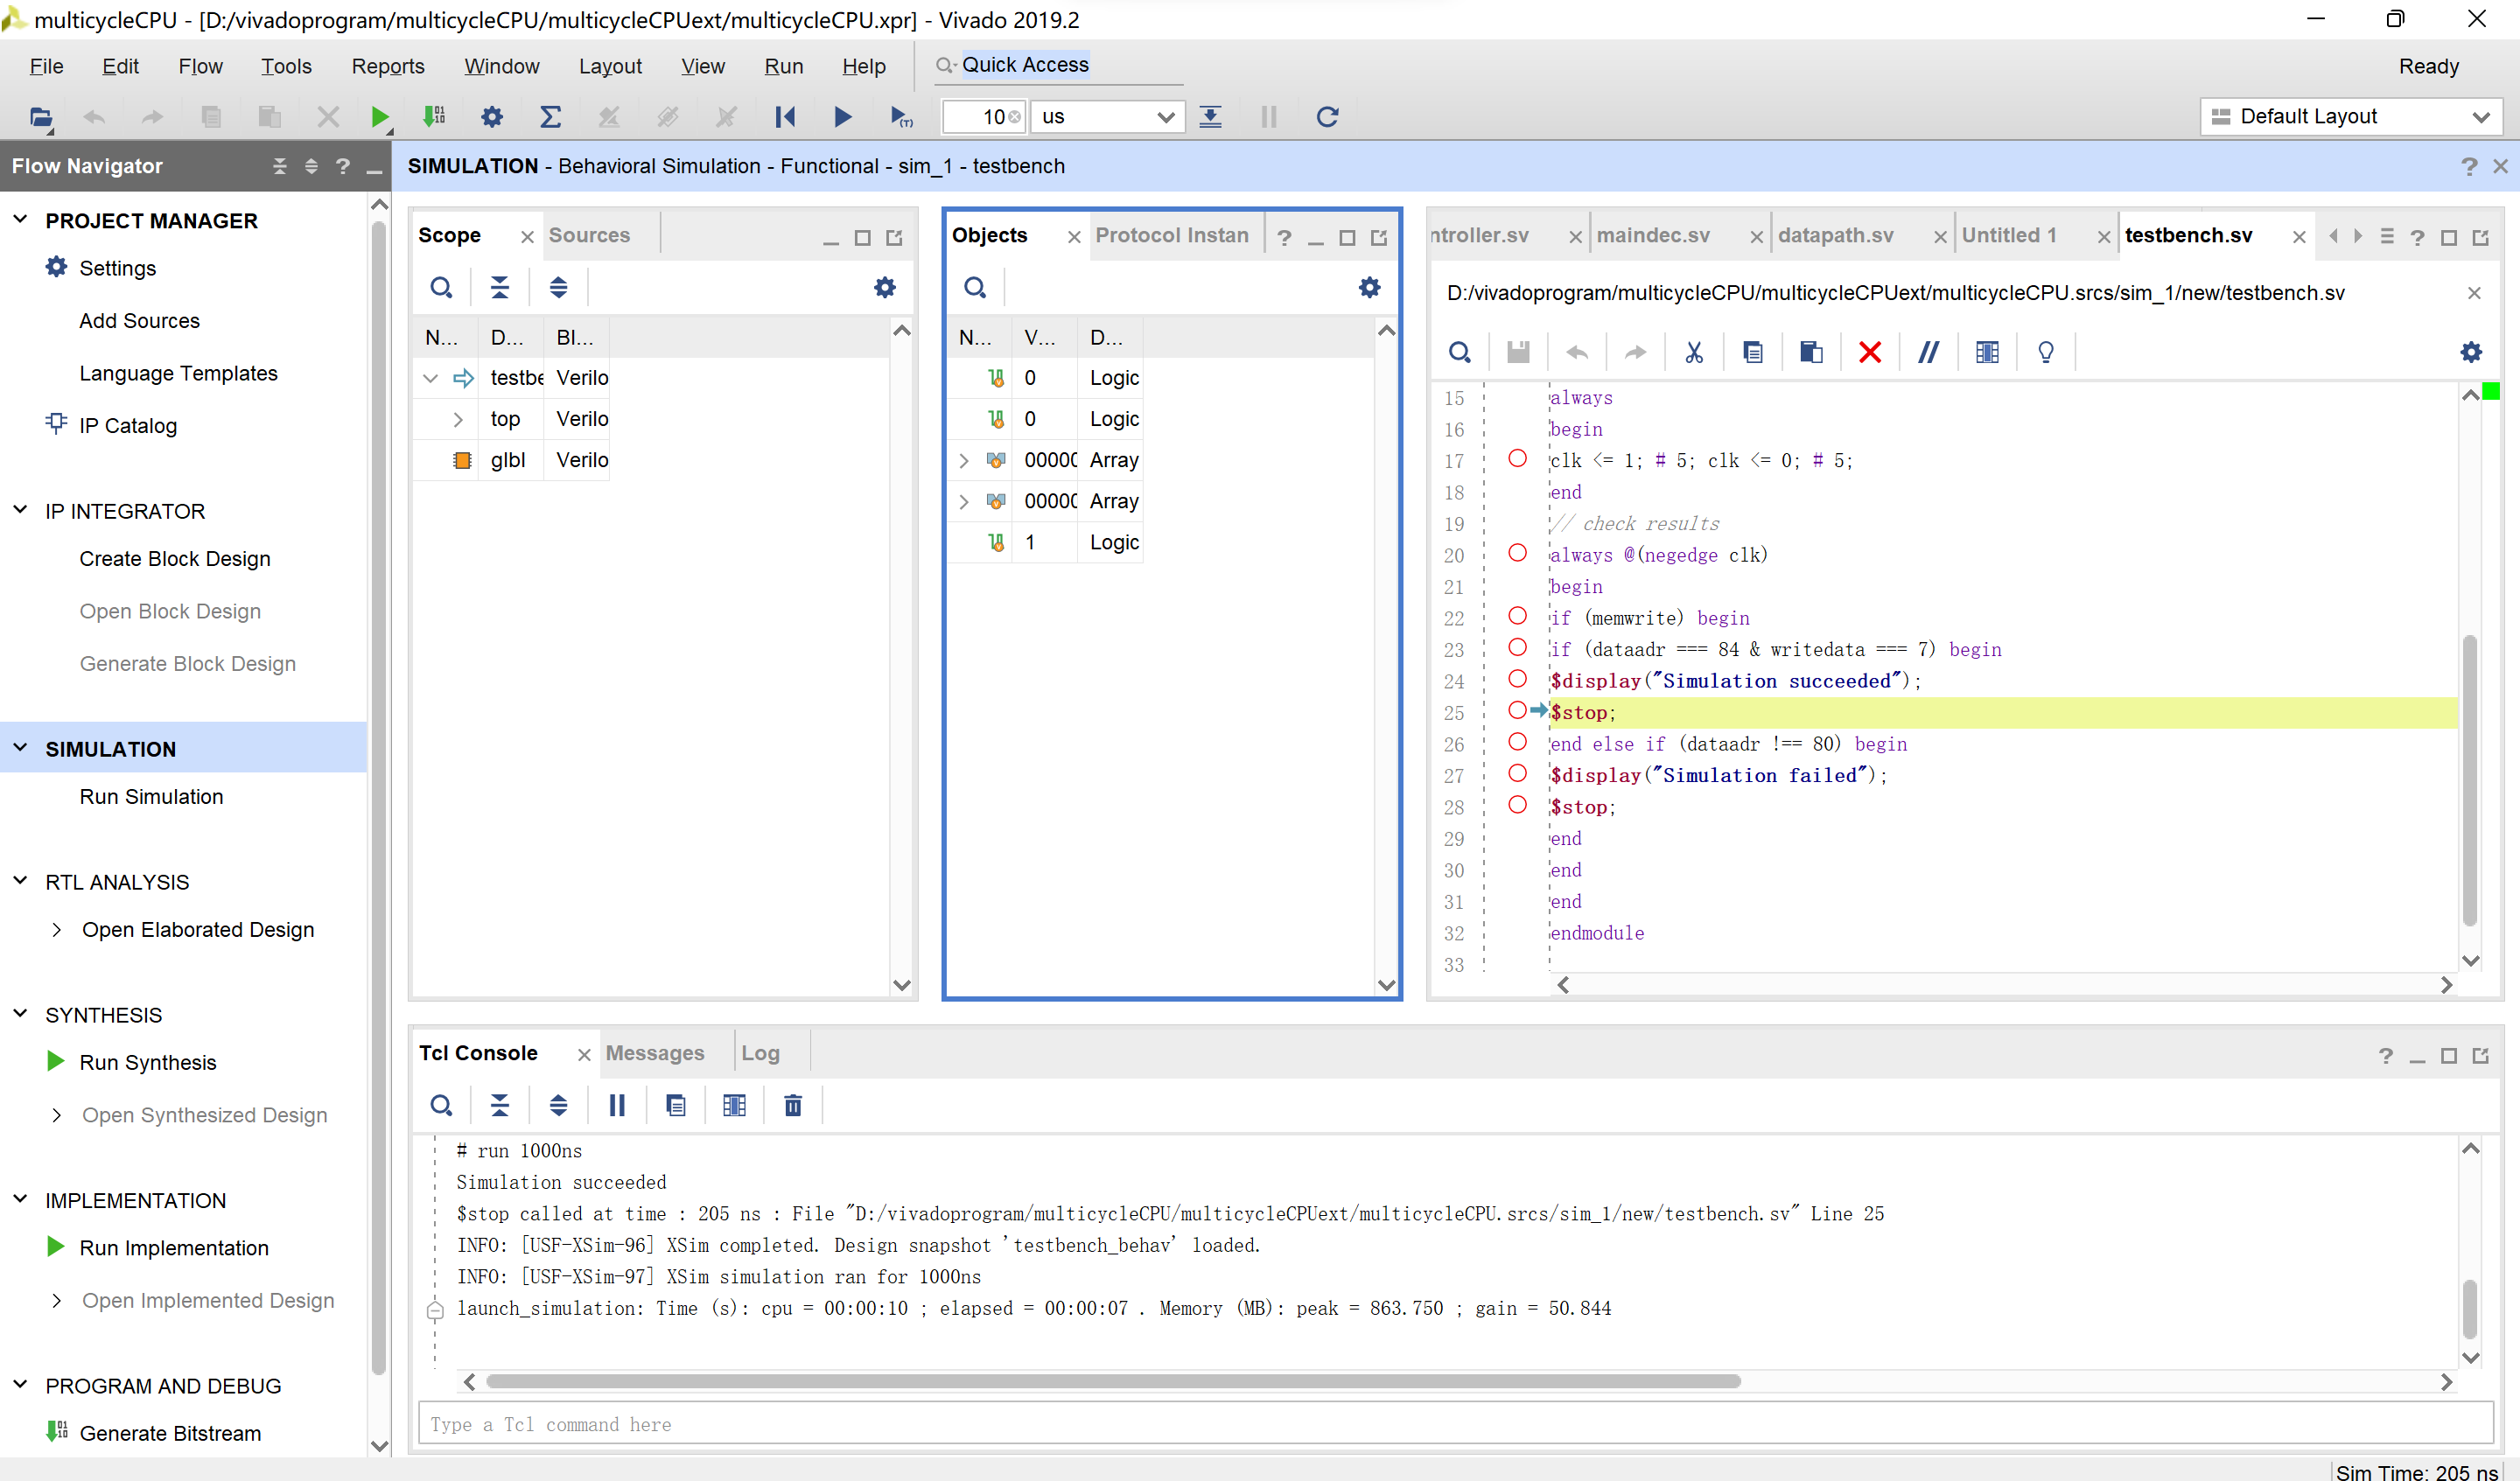 multicycleCPU - [D:/vivadoprogram/multicycleCPU/multicycleCPUext/multicycleCPU.xpr] - Vivado 2019.2
File Edit Flow Tools Reports Window Layout View Run Help Quick Access Ready
10 us Default Layout
Flow Navigator
SIMULATION - Behavioral Simulation - Functional - sim_1 - testbench
PROJECT MANAGER
Settings
Add Sources
Language Templates
IP Catalog
IP INTEGRATOR
Create Block Design
Open Block Design
Generate Block Design
SIMULATION
Run Simulation
RTL ANALYSIS
Open Elaborated Design
SYNTHESIS
Run Synthesis
Open Synthesized Design
IMPLEMENTATION
Run Implementation
Open Implemented Design
PROGRAM AND DEBUG
Generate Bitstream
Scope Sources
N... D... Bl...
testbe Verilo
top Verilo
glbl Verilo
Objects Protocol Instan
N... V... D...
0 Logic
0 Logic
00000 Array
00000 Array
1 Logic
ntroller.sv maindec.sv datapath.sv Untitled 1 testbench.sv
D:/vivadoprogram/multicycleCPU/multicycleCPUext/multicycleCPU.srcs/sim_1/new/testbench.sv
15 always
16 begin
17 clk <= 1; # 5; clk <= 0; # 5;
18 end
19 // check results
20 always @(negedge clk)
21 begin
22 if (memwrite) begin
23 if (dataadr === 84 & writedata === 7) begin
24 $display("Simulation succeeded");
25 $stop;
26 end else if (dataadr !== 80) begin
27 $display("Simulation failed");
28 $stop;
29 end
30 end
31 end
32 endmodule
33
Tcl Console Messages Log
# run 1000ns
Simulation succeeded
$stop called at time : 205 ns : File "D:/vivadoprogram/multicycleCPU/multicycleCPUext/multicycleCPU.srcs/sim_1/new/testbench.sv" Line 25
INFO: [USF-XSim-96] XSim completed. Design snapshot 'testbench_behav' loaded.
INFO: [USF-XSim-97] XSim simulation ran for 1000ns
launch_simulation: Time (s): cpu = 00:00:10 ; elapsed = 00:00:07 . Memory (MB): peak = 863.750 ; gain = 50.844
Type a Tcl command here
Sim Time: 205 ns